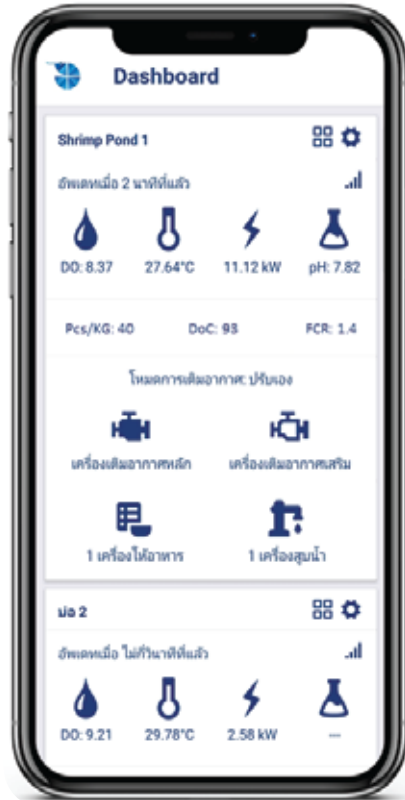 Dashboard
Shrimp Pond 1
อัพเดทเมื่อ 2 นาทีที่แล้ว
DO: 8.37 27.64°C 11.12 kW pH: 7.82
Pcs/KG: 40 DoC: 93 FCR: 1.4
โหมดการเติมอากาศ: ปรับเอง
เครื่องเติมอากาศหลัก เครื่องเติมอากาศเสริม
1 เครื่องให้อาหาร 1 เครื่องสูบน้ำ
บ่อ 2
อัพเดทเมื่อ ไม่กี่วินาทีที่แล้ว
DO: 9.21 29.78°C 2.58 kW ---